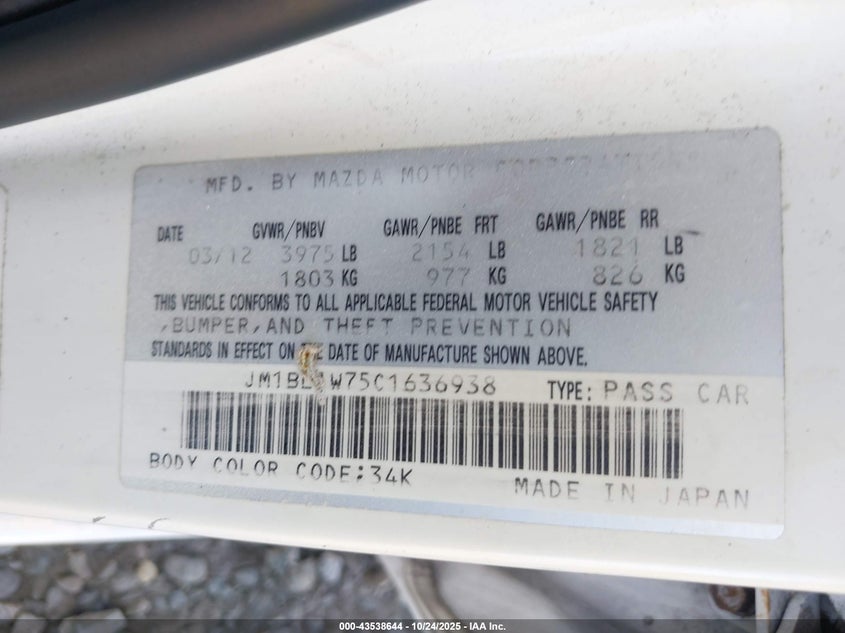 MFD. BY MAZDA MOTOR
DATE GVWR/PNBV GAWR/PNBE FRT GAWR/PNBE RR
03/12 3975 LB 2154 LB 1821 LB
1803 KG 977 KG 826 KG
THIS VEHICLE CONFORMS TO ALL APPLICABLE FEDERAL MOTOR VEHICLE SAFETY
,BUMPER,AND THEFT PREVENTION
STANDARDS IN EFFECT ON THE DATE OF MANUFACTURE SHOWN ABOVE.
TYPE: PASS CAR
BODY COLOR CODE:34K
MADE IN JAPAN
000-43538644 - 10/24/2025 - IAA Inc.